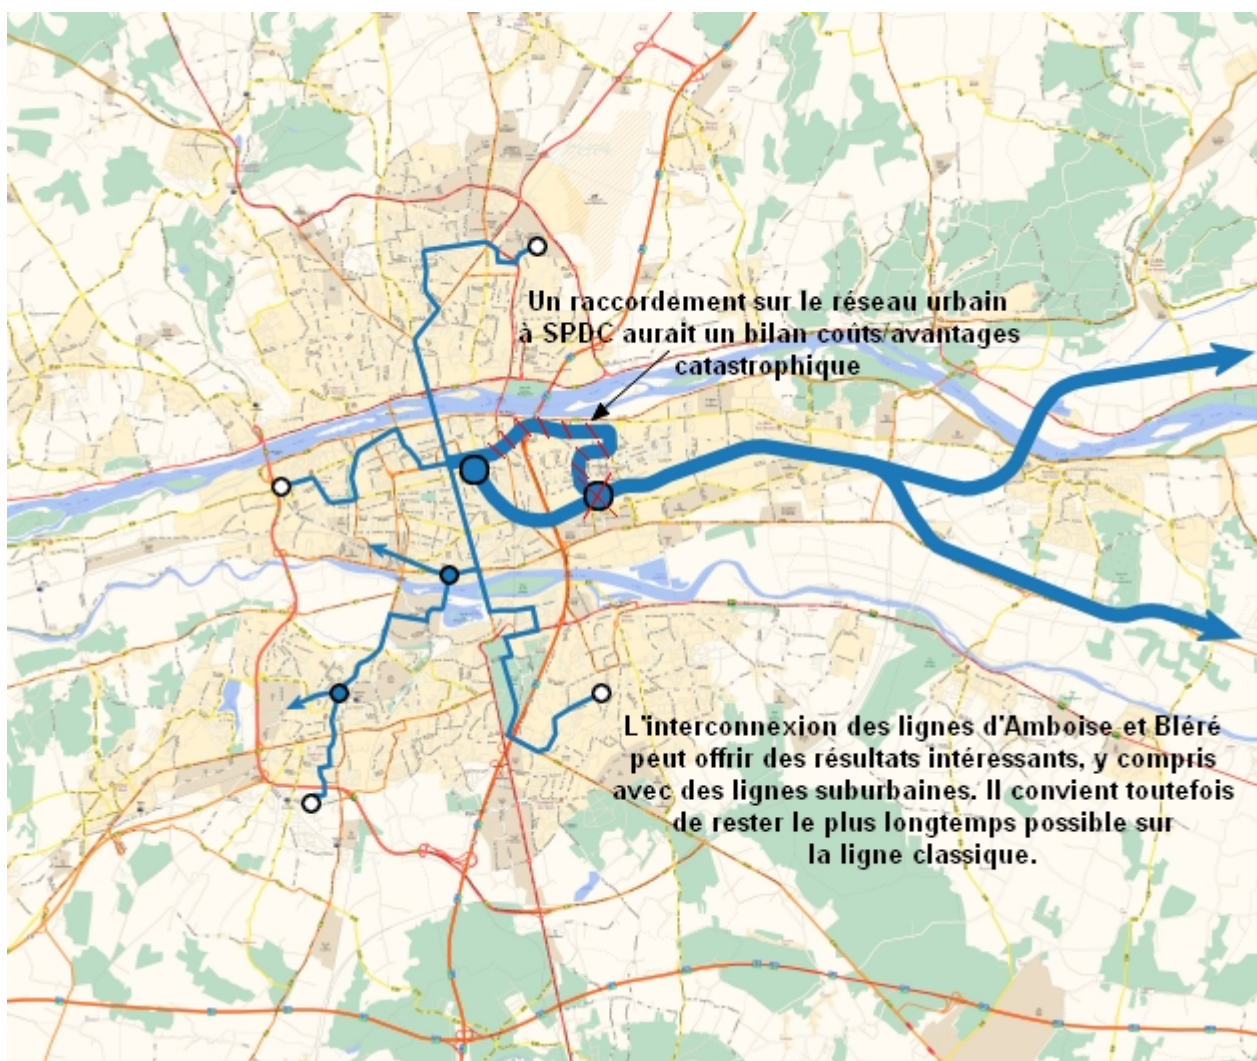 Un raccordement sur le réseau urbain
à SPDC aurait un bilan coûts/avantages
catastrophique
L'interconnexion des lignes d'Amboise et Bléré
peut offrir des résultats intéressants, y compris
avec des lignes suburbaines. Il convient toutefois
de rester le plus longtemps possible sur
la ligne classique.